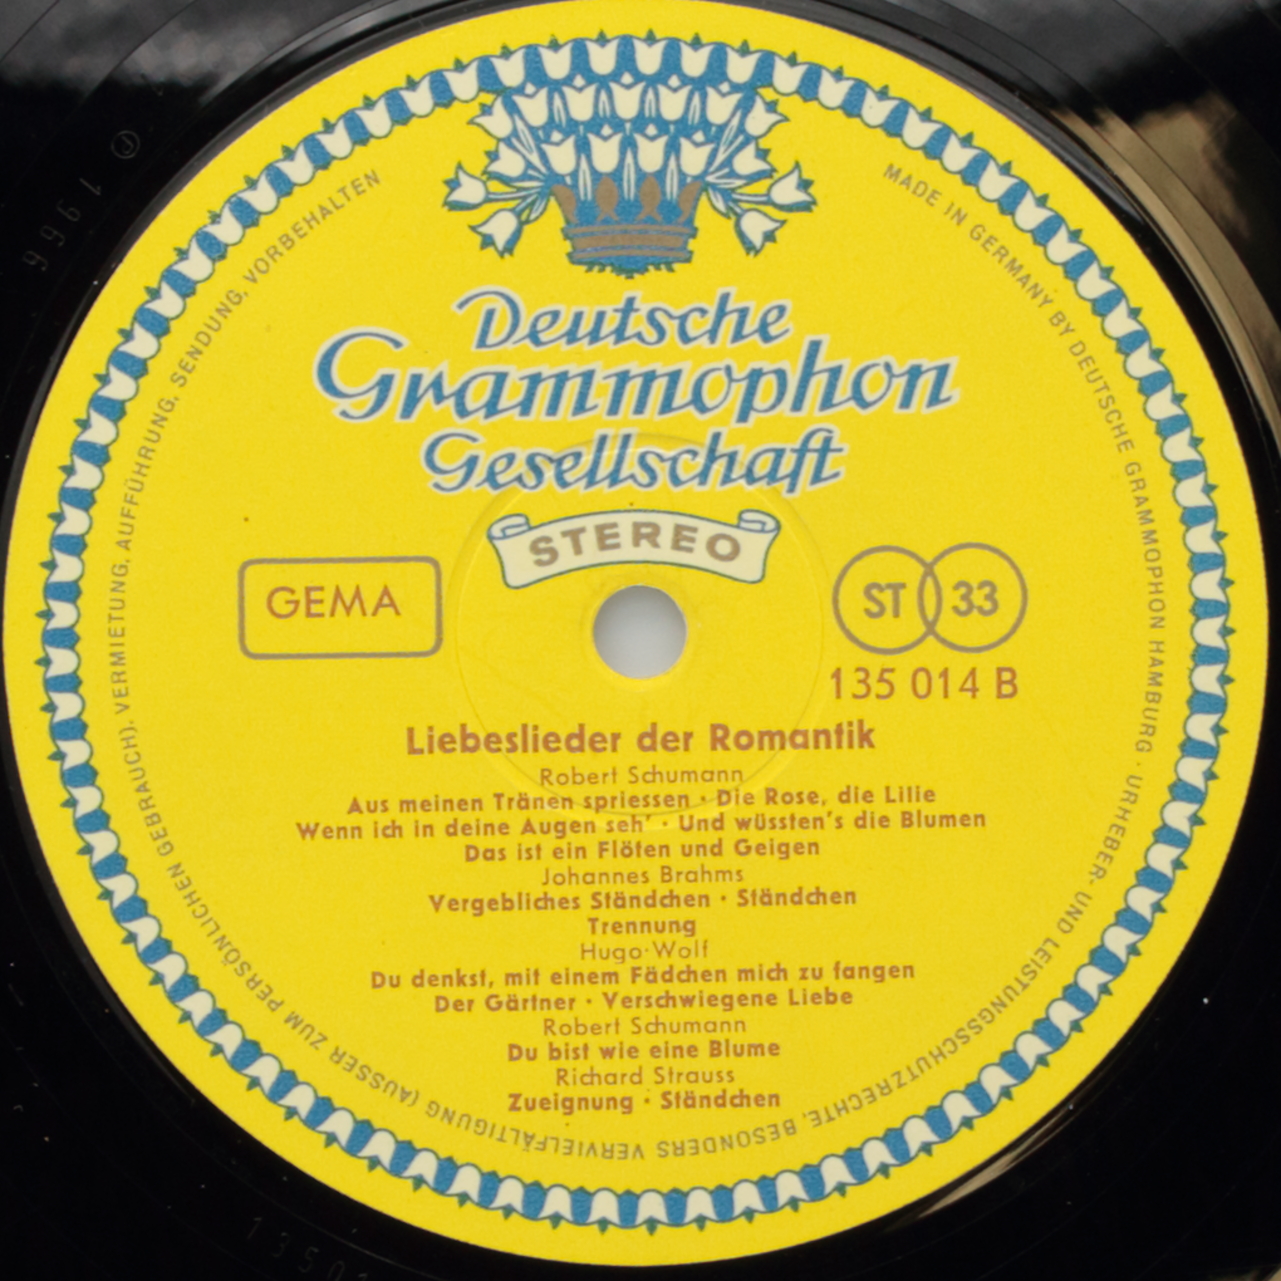 Deutsche
Grammophon
Gesellschaft
STEREO
GEMA
ST 33
135 014 B
Liebeslieder der Romantik
Robert Schumann
Aus meinen Tränen spriessen · Die Rose, die Lilie
Wenn ich in deine Augen seh' · Und wüssten's die Blumen
Das ist ein Flöten und Geigen
Johannes Brahms
Vergebliches Ständchen · Ständchen
Trennung
Hugo Wolf
Du denkst, mit einem Fädchen mich zu fangen
Der Gärtner · Verschwiegene Liebe
Robert Schumann
Du bist wie eine Blume
Richard Strauss
Zueignung · Ständchen
MADE IN GERMANY BY DEUTSCHE GRAMMOPHON HAMBURG · URHEBER- UND LEISTUNGSSCHUTZRECHTE, BESONDERS VERVIELFÄLTIGUNG (AUSSER ZUM PERSÖNLICHEN GEBRAUCH), VERMIETUNG, AUFFÜHRUNG, SENDUNG, VORBEHALTEN
℗ 1966